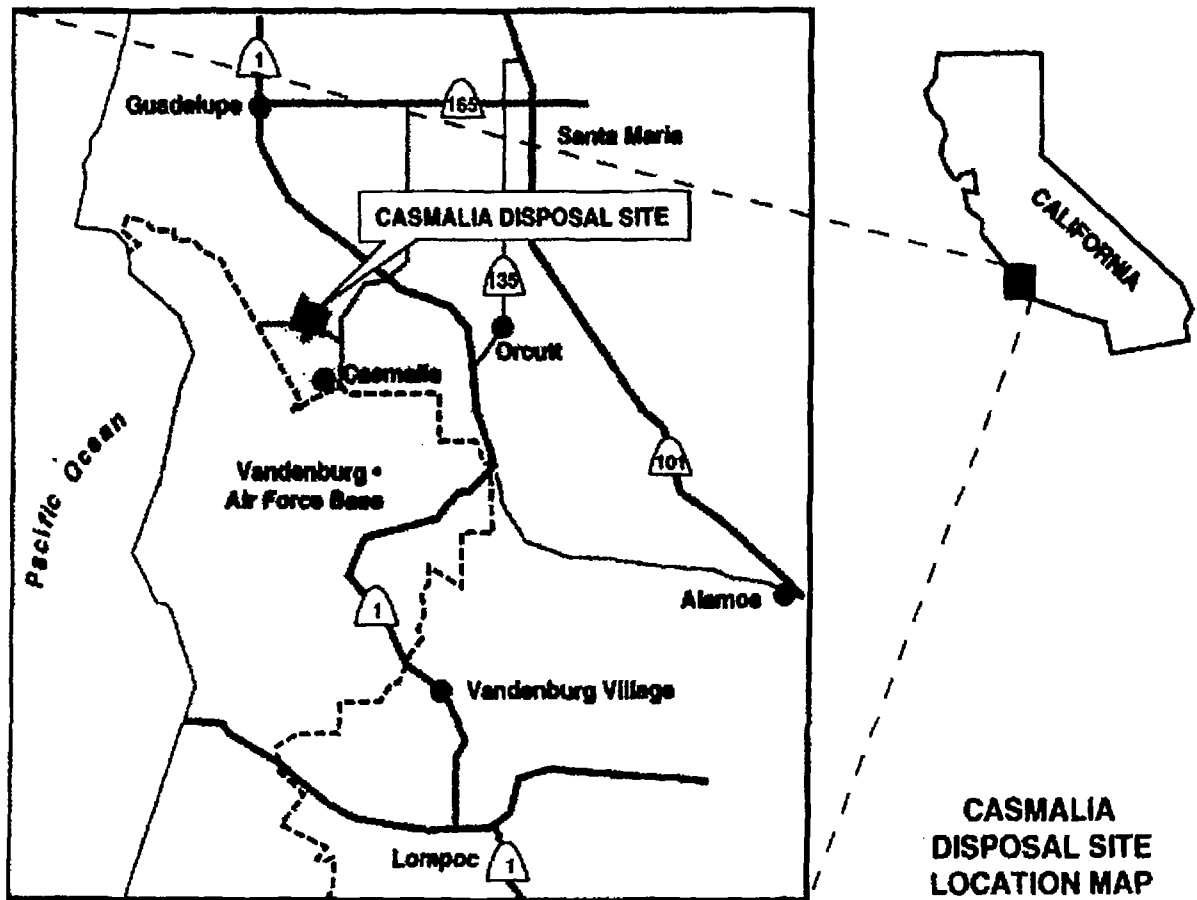 1
Guadelupe
165
Santa Maria
CASMALIA DISPOSAL SITE
CALIFORNIA
135
Orcutt
Casmalia
Pacific Ocean
Vandenburg
Air Force Base
101
Alamos
1
Vandenburg Village
Lompoc
1
CASMALIA
DISPOSAL SITE
LOCATION MAP